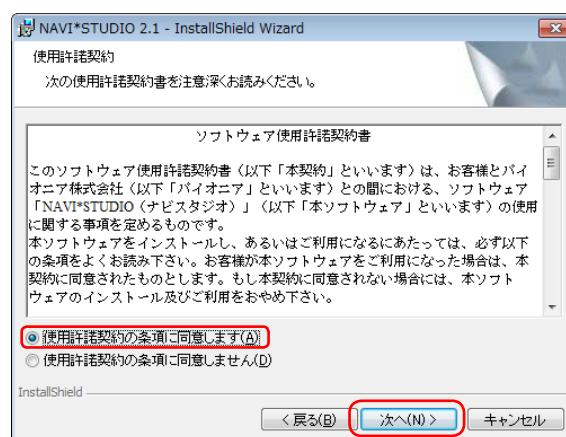 NAVI*STUDIO 2.1 - InstallShield Wizard
使用許諾契約
次の使用許諾契約書を注意深くお読みください。
ソフトウェア使用許諾契約書
このソフトウェア使用許諾契約書（以下「本契約」といいます）は、お客様とパイ
オニア株式会社（以下「パイオニア」といいます）との間における、ソフトウェア
「NAVI*STUDIO（ナビスタジオ）」（以下「本ソフトウェア」といいます）の使用
に関する事項を定めるものです。
本ソフトウェアをインストールし、あるいはご利用になるにあたっては、必ず以下
の条項をよくお読み下さい。お客様が本ソフトウェアをご利用になった場合は、本
契約に同意されたものとします。もし本契約に同意されない場合には、本ソフト
ウェアのインストール及びご利用をおやめ下さい。
使用許諾契約の条項に同意します(A)
使用許諾契約の条項に同意しません(D)
InstallShield
< 戻る(B) 次へ(N) > キャンセル